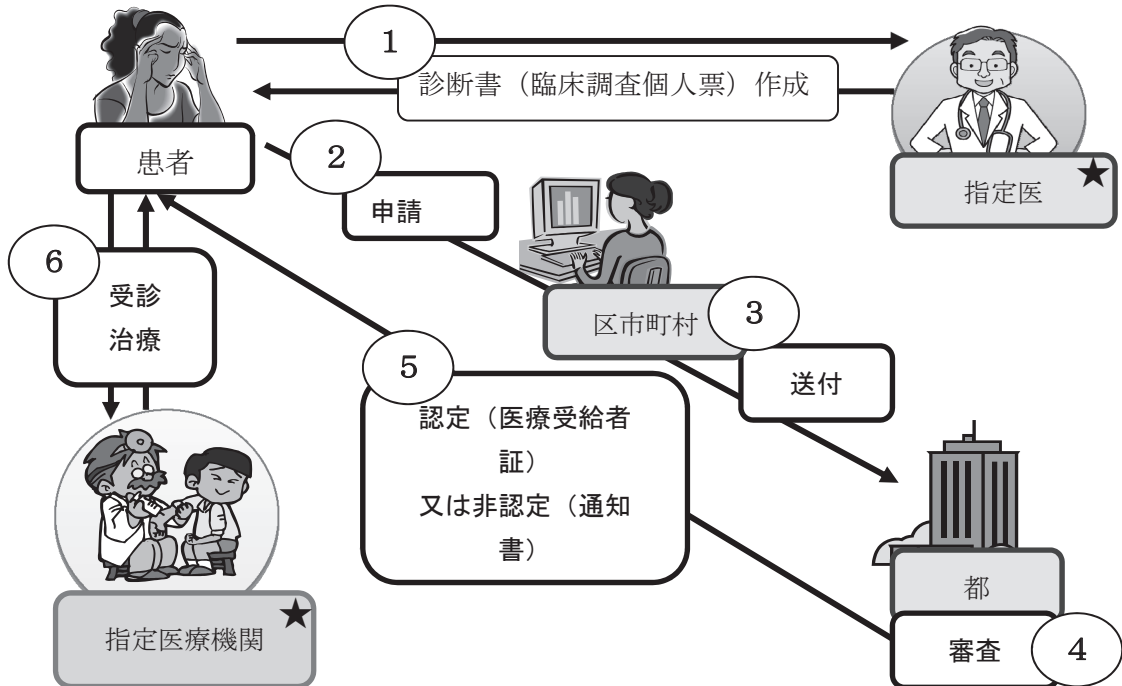 1
診断書（臨床調査個人票）作成
患者
2
申請
指定医
★
6
受診
治療
区市町村
3
送付
5
認定（医療受給者
証）
又は非認定（通知
書）
都
審査
4
指定医療機関
★